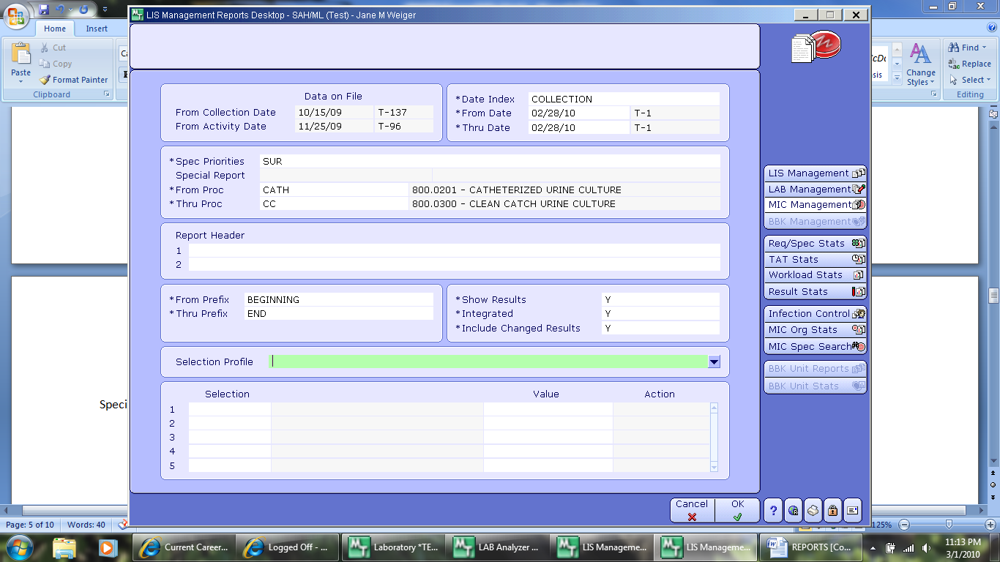 LIS Management Reports Desktop - SAH/ML (Test) - Jane M Weiger
Home
Insert
Cut
Copy
Paste
Format Painter
Clipboard
Change
Styles
Find
Replace
Select
Editing
Data on File
From Collection Date 10/15/09 T-137
From Activity Date 11/25/09 T-96
*Date Index COLLECTION
*From Date 02/28/10 T-1
*Thru Date 02/28/10 T-1
*Spec Priorities SUR
Special Report
*From Proc CATH 800.0201 - CATHETERIZED URINE CULTURE
*Thru Proc CC 800.0300 - CLEAN CATCH URINE CULTURE
Report Header
1
2
*From Prefix BEGINNING
*Thru Prefix END
*Show Results Y
*Integrated Y
*Include Changed Results Y
Selection Profile
Selection Value Action
1
2
3
4
5
Cancel
OK
LIS Management
LAB Management
MIC Management
BBK Management
Req/Spec Stats
TAT Stats
Workload Stats
Result Stats
Infection Control
MIC Org Stats
MIC Spec Search
BBK Unit Reports
BBK Unit Stats
Speci
Page: 5 of 10 Words: 40
125%
Current Career...
Logged Off - ...
Laboratory *TE...
LAB Analyzer ...
LIS Manageme...
LIS Manageme...
REPORTS [Co...
11:13 PM
3/1/2010